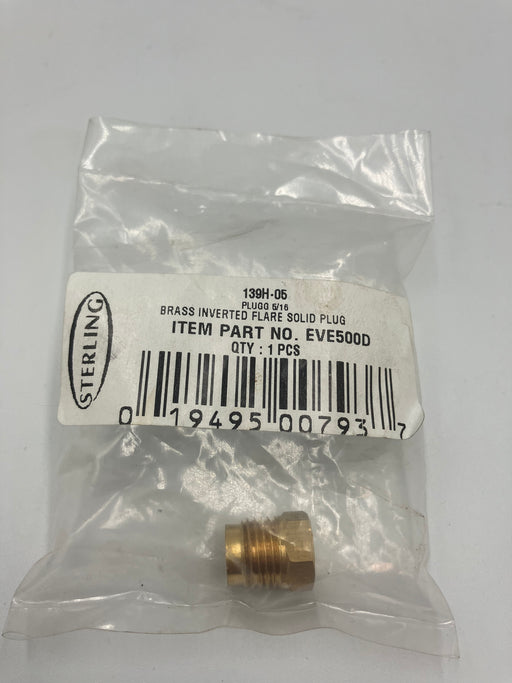 139H-05
PLUGG 5/16
BRASS INVERTED FLARE SOLID PLUG
ITEM PART NO. EVE500D
QTY : 1 PCS
STERLING
0 19495 00793 7